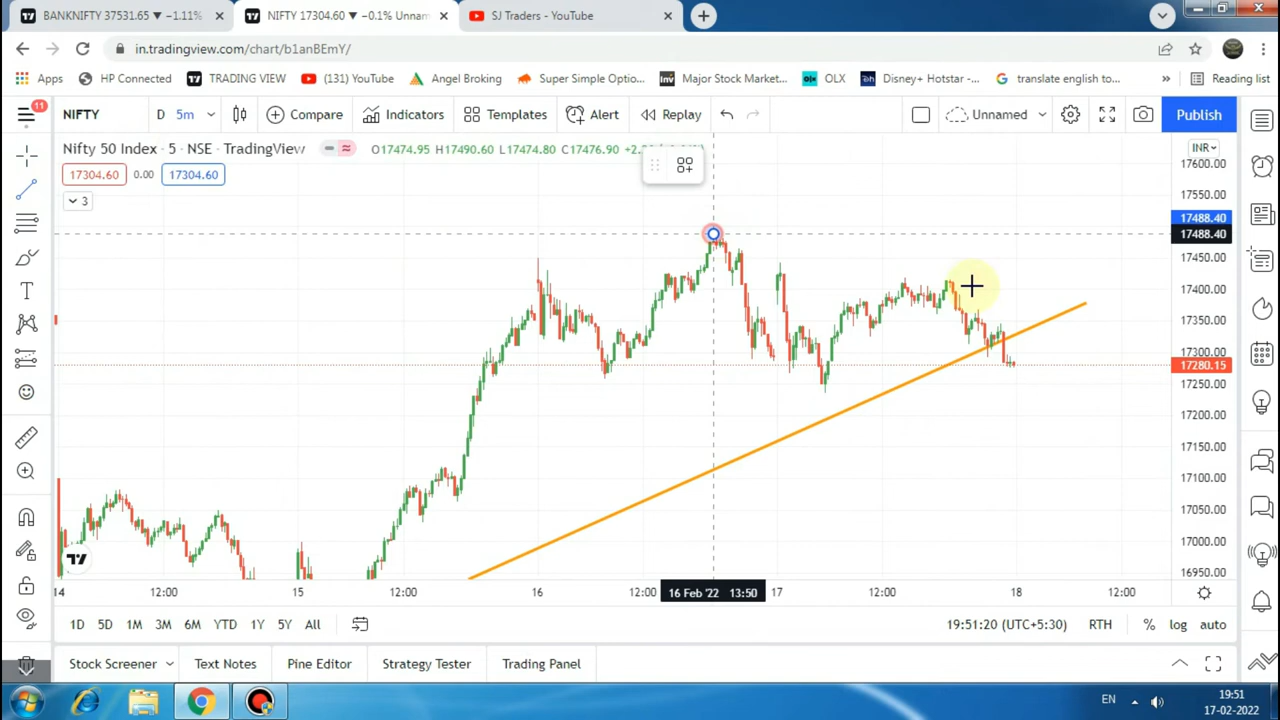 BANKNIFTY 37531.65 ▼ −1.11%
NIFTY 17304.60 ▼ −0.1% Unnam
SJ Traders - YouTube
in.tradingview.com/chart/b1anBEmY/
Apps
HP Connected
TRADING VIEW
(131) YouTube
Angel Broking
Super Simple Optio...
Inv
Major Stock Market...
OLX
Disney+ Hotstar -...
translate english to...
»
Reading list
11
NIFTY
D
5m
Compare
Indicators
Templates
Alert
Replay
Unnamed
Publish
Nifty 50 Index · 5 · NSE · TradingView
O17474.95 H17490.60 L17474.80 C17476.90
INR
17304.60
0.00
17304.60
3
17600.00
17550.00
17488.40
17488.40
17450.00
17400.00
17350.00
17300.00
17280.15
17250.00
17200.00
17150.00
17100.00
17050.00
17000.00
16950.00
14
12:00
15
12:00
16
12:00
16 Feb '22 13:50
17
12:00
18
12:00
1D
5D
1M
3M
6M
YTD
1Y
5Y
All
19:51:20 (UTC+5:30)
RTH
%
log
auto
Stock Screener
Text Notes
Pine Editor
Strategy Tester
Trading Panel
EN
19:51
17-02-2022